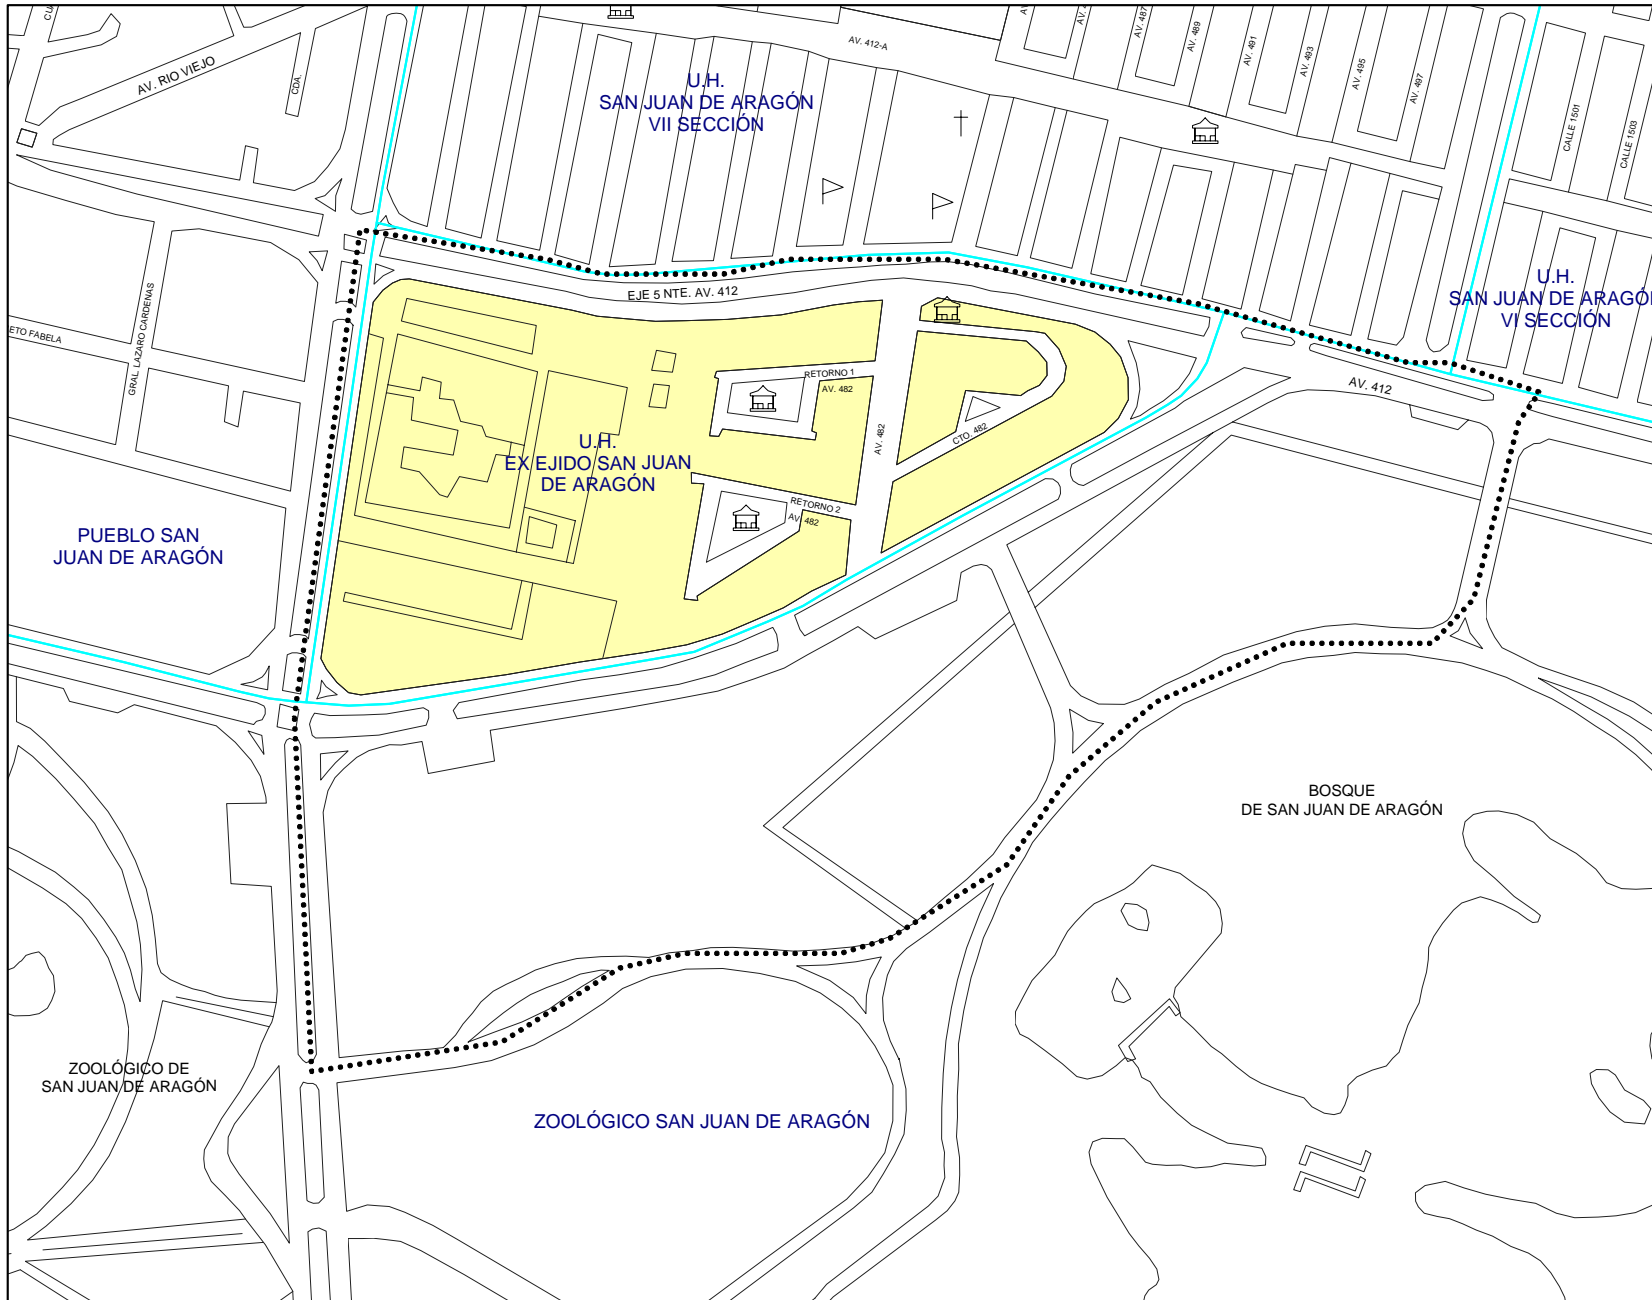 AV. 412-A
AV. 487
AV. 489
AV. 491
AV. 493
AV. 495
AV. 497
CALLE 1501
CALLE 1503
AV. RIO VIEJO
CDA.
U.H.
SAN JUAN DE ARAGÓN
VII SECCIÓN
U.H.
SAN JUAN DE ARAGÓN
VI SECCIÓN
GRAL. LAZARO CARDENAS
ETO FABELA
EJE 5 NTE. AV. 412
AV. 412
RETORNO 1
AV. 482
AV. 482
CTO. 482
U.H.
EX EJIDO SAN JUAN
DE ARAGÓN
RETORNO 2
AV. 482
PUEBLO SAN
JUAN DE ARAGÓN
BOSQUE
DE SAN JUAN DE ARAGÓN
ZOOLÓGICO DE
SAN JUAN DE ARAGÓN
ZOOLÓGICO SAN JUAN DE ARAGÓN